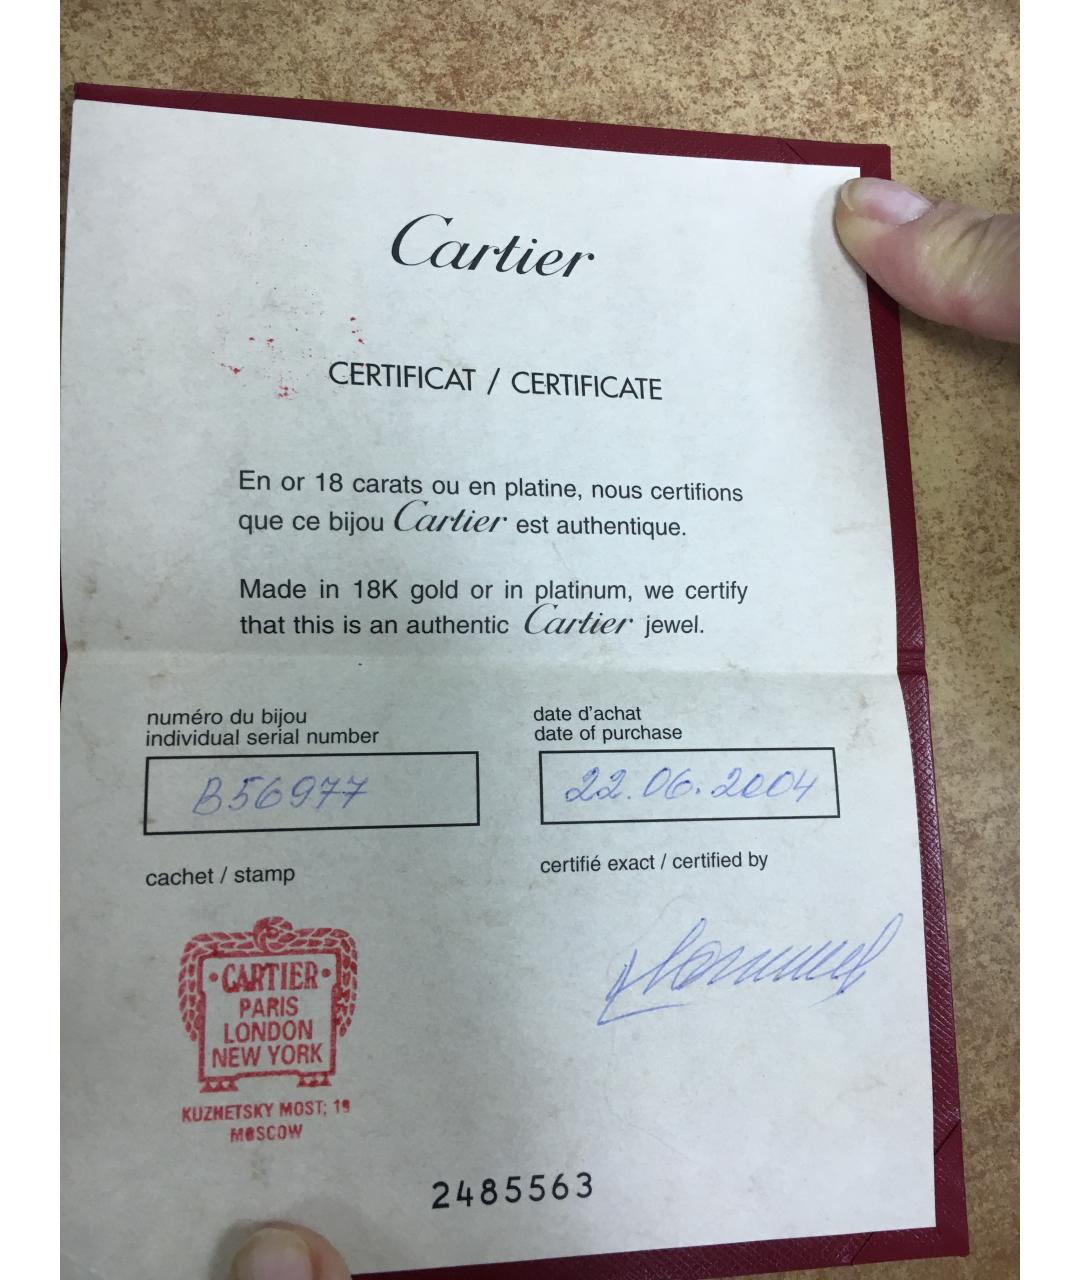 Cartier
CERTIFICAT / CERTIFICATE
En or 18 carats ou en platine, nous certifions
que ce bijou Cartier est authentique.
Made in 18K gold or in platinum, we certify
that this is an authentic Cartier jewel.
numéro du bijou
individual serial number
B56977
date d'achat
date of purchase
22.06.2004
cachet / stamp
certifié exact / certified by
·CARTIER·
PARIS
LONDON
NEW YORK
KUZNETSKY MOST; 19
MOSCOW
2485563